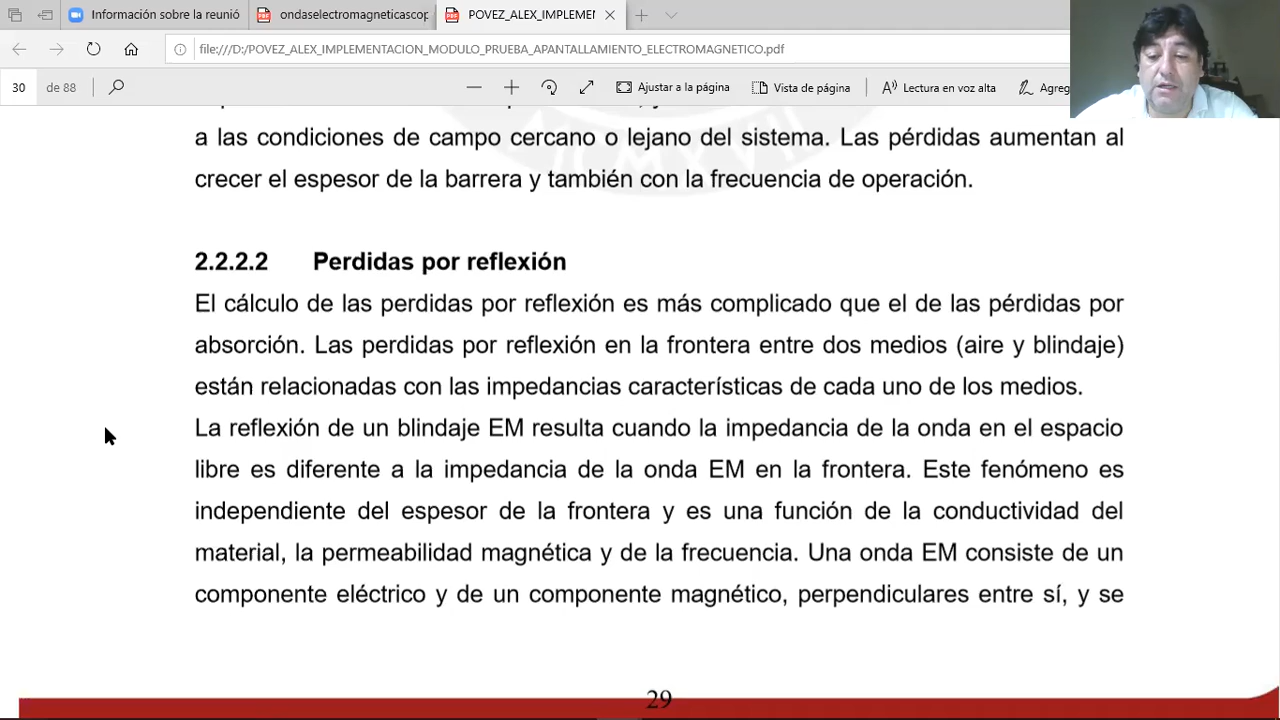 Información sobre la reunió
ondaselectromagneticascop
POVEZ_ALEX_IMPLEMEN
file:///D:/POVEZ_ALEX_IMPLEMENTACION_MODULO_PRUEBA_APANTALLAMIENTO_ELECTROMAGNETICO.pdf
30 de 88
Ajustar a la página
Vista de página
Lectura en voz alta
Agreg
a las condiciones de campo cercano o lejano del sistema. Las pérdidas aumentan al
crecer el espesor de la barrera y también con la frecuencia de operación.
2.2.2.2 Perdidas por reflexión
El cálculo de las perdidas por reflexión es más complicado que el de las pérdidas por
absorción. Las perdidas por reflexión en la frontera entre dos medios (aire y blindaje)
están relacionadas con las impedancias características de cada uno de los medios.
La reflexión de un blindaje EM resulta cuando la impedancia de la onda en el espacio
libre es diferente a la impedancia de la onda EM en la frontera. Este fenómeno es
independiente del espesor de la frontera y es una función de la conductividad del
material, la permeabilidad magnética y de la frecuencia. Una onda EM consiste de un
componente eléctrico y de un componente magnético, perpendiculares entre sí, y se
29